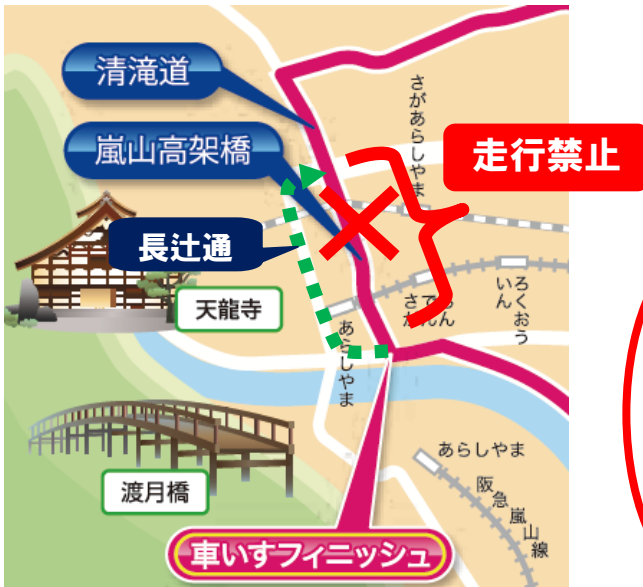 清滝道
嵐山高架橋
さがあらしやま
走行禁止
長辻通
天龍寺
ろくおう
いん
さが
あらしやま
渡月橋
あらしやま
阪急嵐山線
車いすフィニッシュ